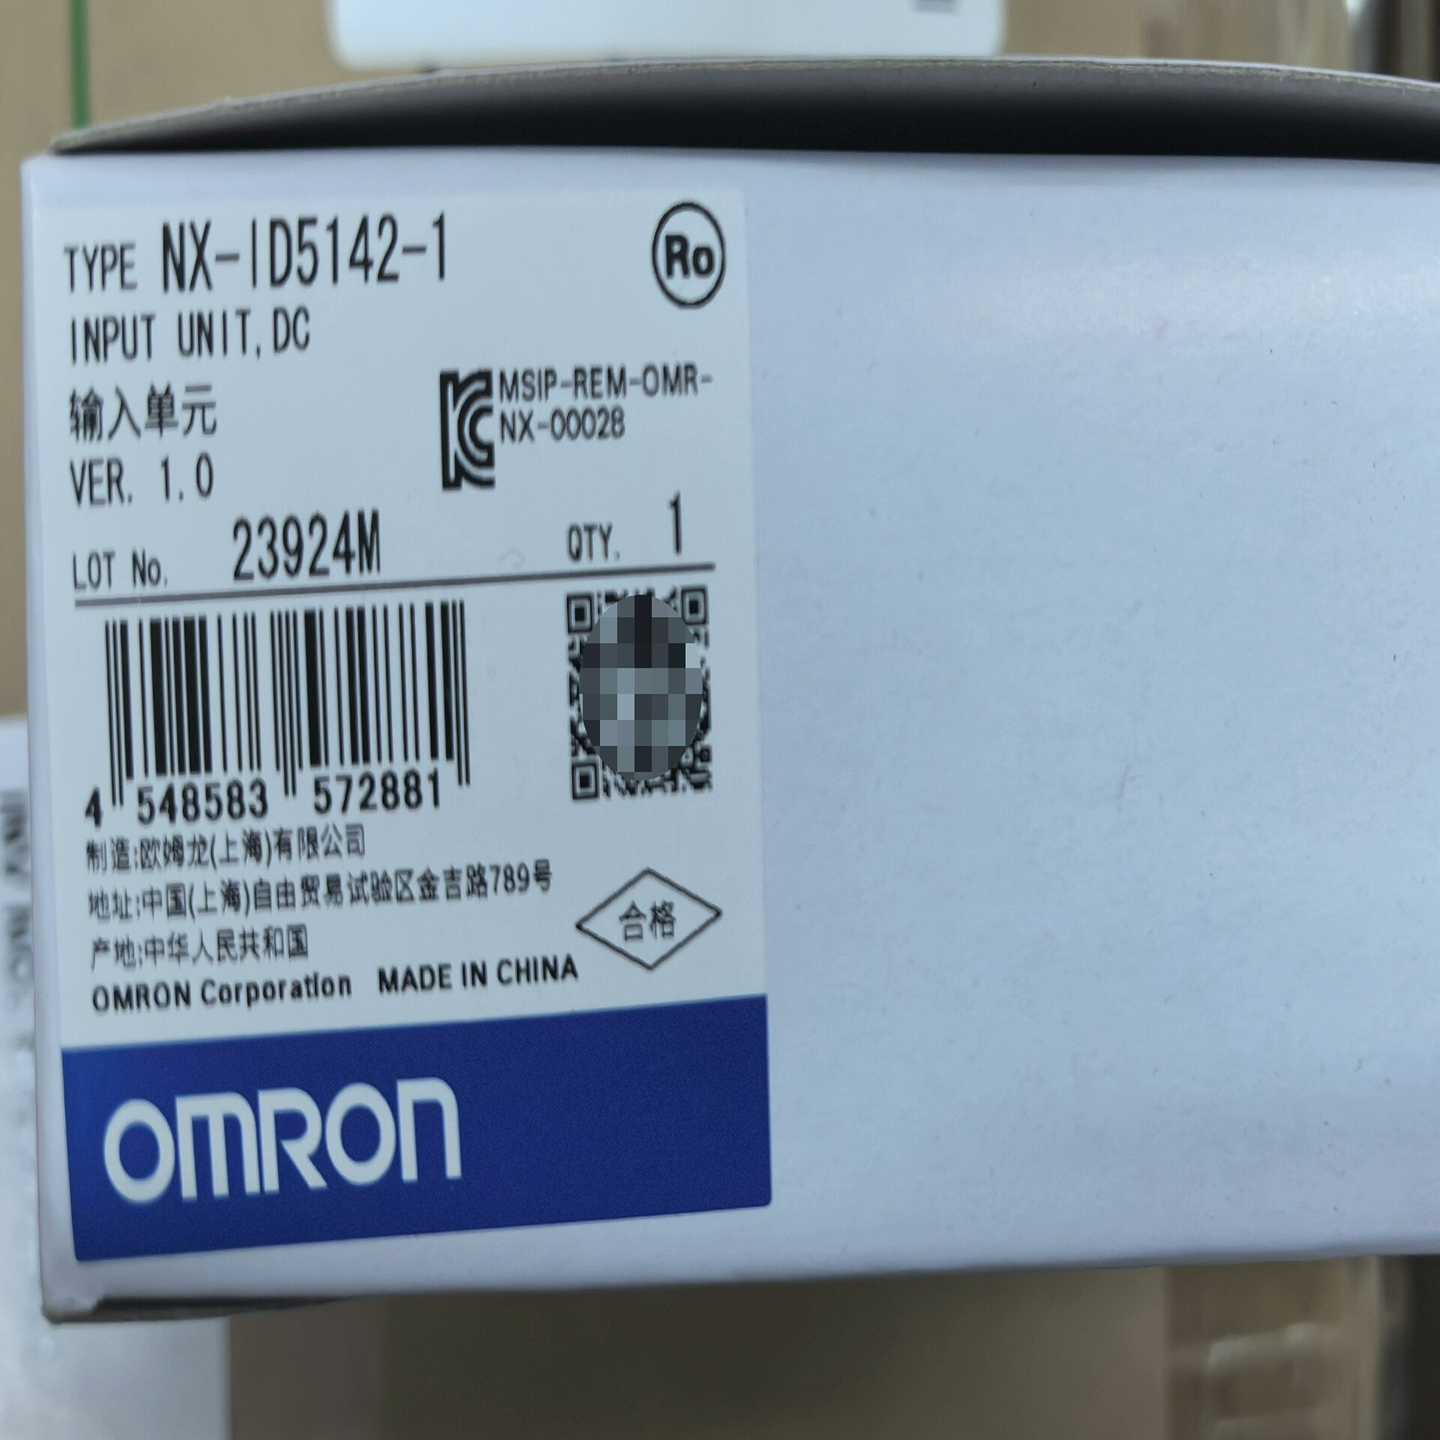 TYPE NX-ID5142-1
Ro
INPUT UNIT,DC
输入单元
MSIP-REM-OMR-
NX-00028
VER. 1.0
LOT No. 23924M QTY. 1
4 548583 572881
制造:欧姆龙(上海)有限公司
地址:中国(上海)自由贸易试验区金吉路789号
产地:中华人民共和国
合格
OMRON Corporation MADE IN CHINA
OMRON